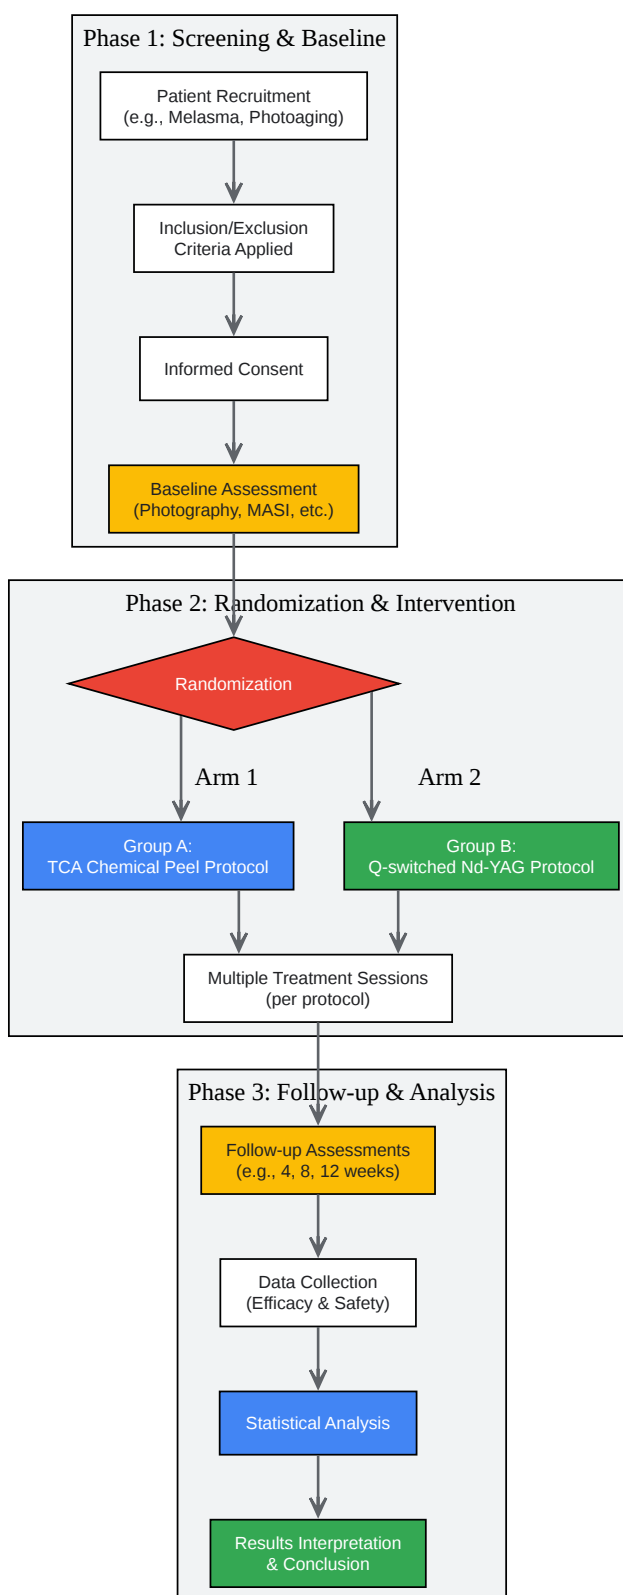 Phase 1: Screening & Baseline
Patient Recruitment
(e.g., Melasma, Photoaging)
Inclusion/Exclusion
Criteria Applied
Informed Consent
Baseline Assessment
(Photography, MASI, etc.)
Phase 2: Randomization & Intervention
Randomization
Arm 1
Arm 2
Group A:
TCA Chemical Peel Protocol
Group B:
Q-switched Nd-YAG Protocol
Multiple Treatment Sessions
(per protocol)
Phase 3: Follow-up & Analysis
Follow-up Assessments
(e.g., 4, 8, 12 weeks)
Data Collection
(Efficacy & Safety)
Statistical Analysis
Results Interpretation
& Conclusion